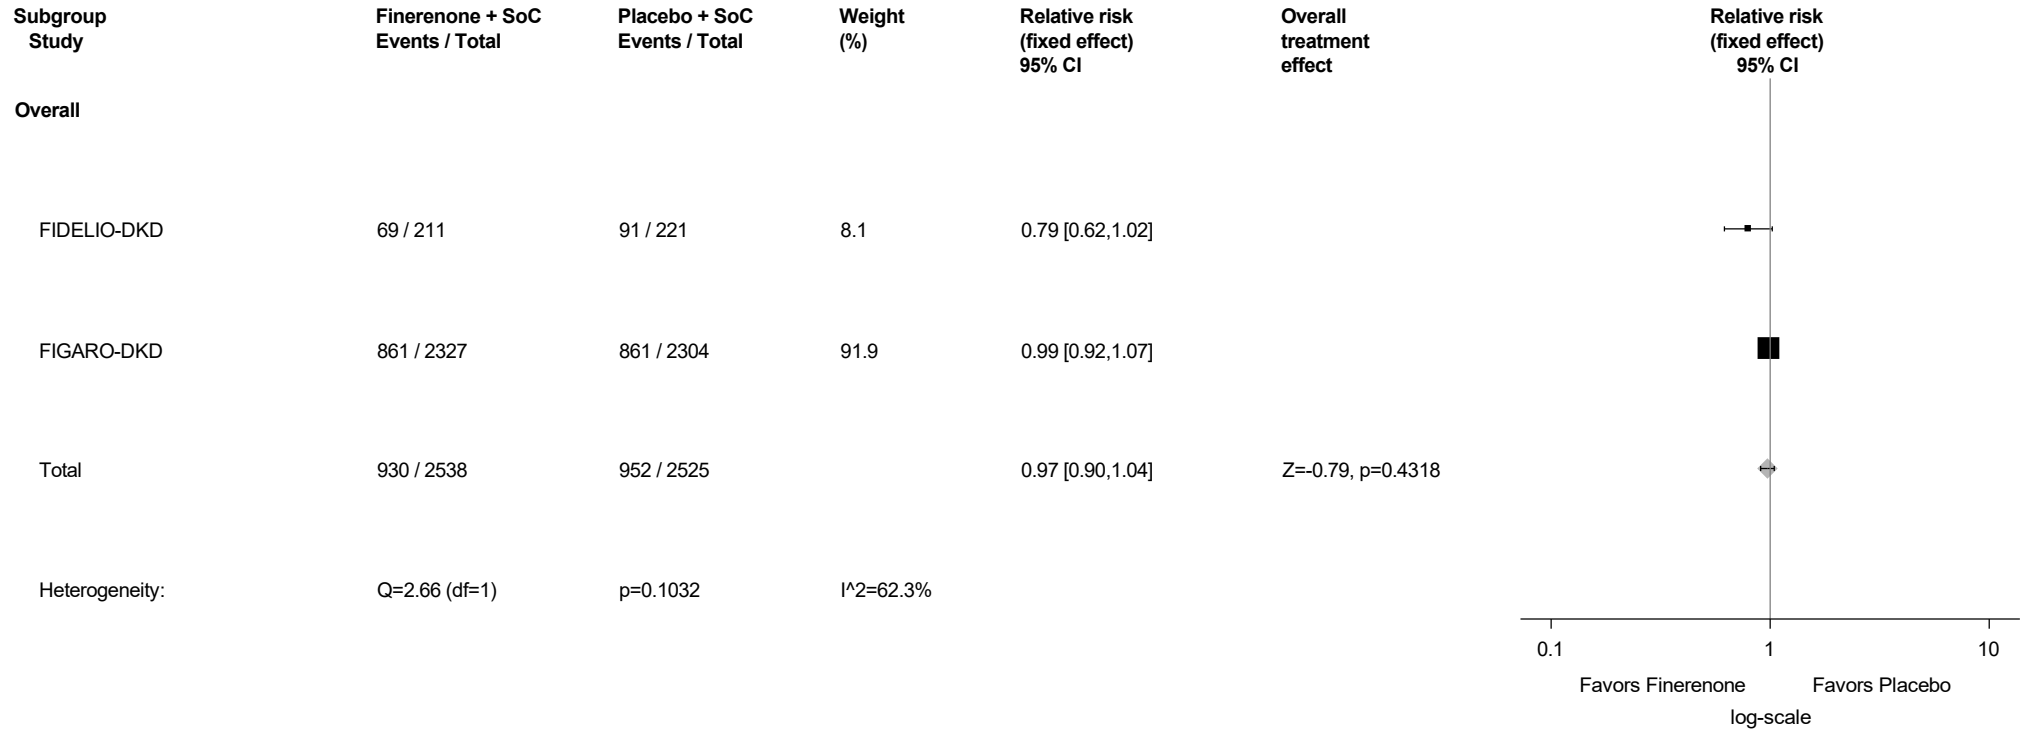 Subgroup Finerenone + SoC Placebo + SoC Weight Relative risk Overall Relative risk
Study Events / Total Events / Total (%) (fixed effect) treatment (fixed effect)
95% CI effect 95% CI
Overall
FIDELIO-DKD 69 / 211 91 / 221 8.1 0.79 [0.62,1.02]
FIGARO-DKD 861 / 2327 861 / 2304 91.9 0.99 [0.92,1.07]
Total 930 / 2538 952 / 2525 0.97 [0.90,1.04] Z=-0.79, p=0.4318
Heterogeneity: Q=2.66 (df=1) p=0.1032 I^2=62.3%
0.1 1 10
Favors Finerenone Favors Placebo
log-scale